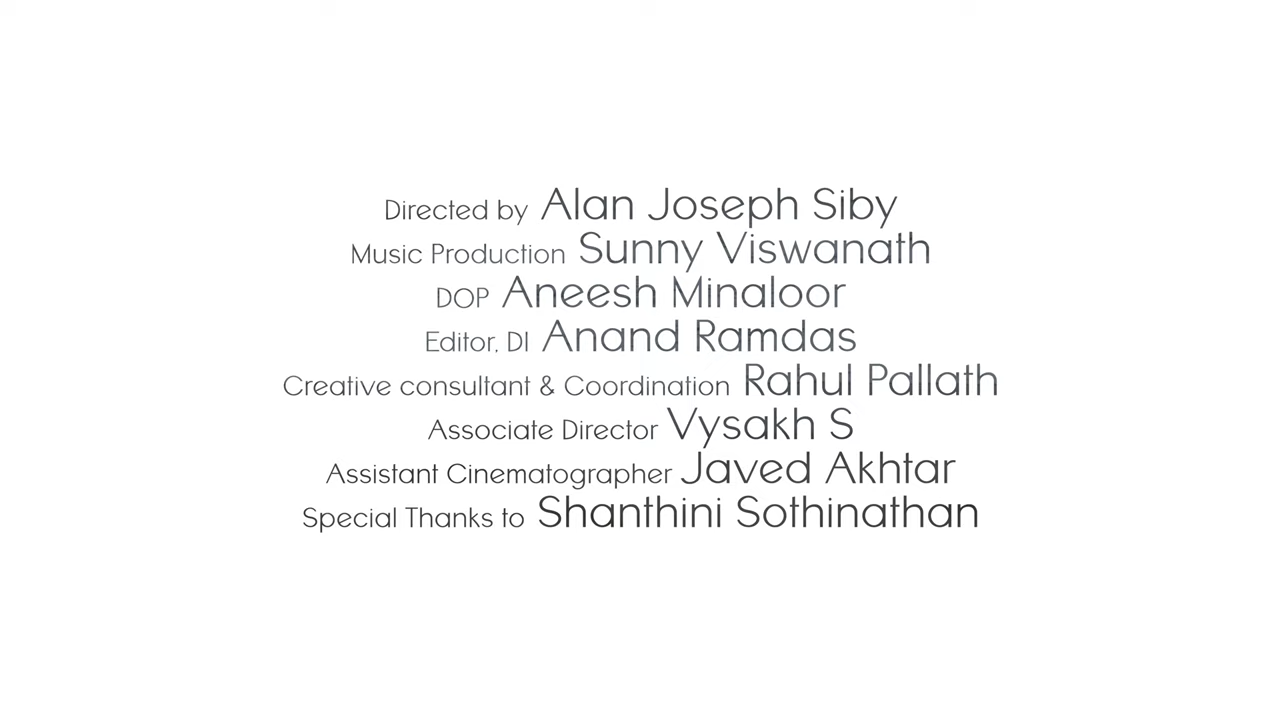 Directed by Alan Joseph Siby
Music Production Sunny Viswanath
DOP Aneesh Minaloor
Editor, DI Anand Ramdas
Creative consultant & Coordination Rahul Pallath
Associate Director Vysakh S
Assistant Cinematographer Javed Akhtar
Special Thanks to Shanthini Sothinathan